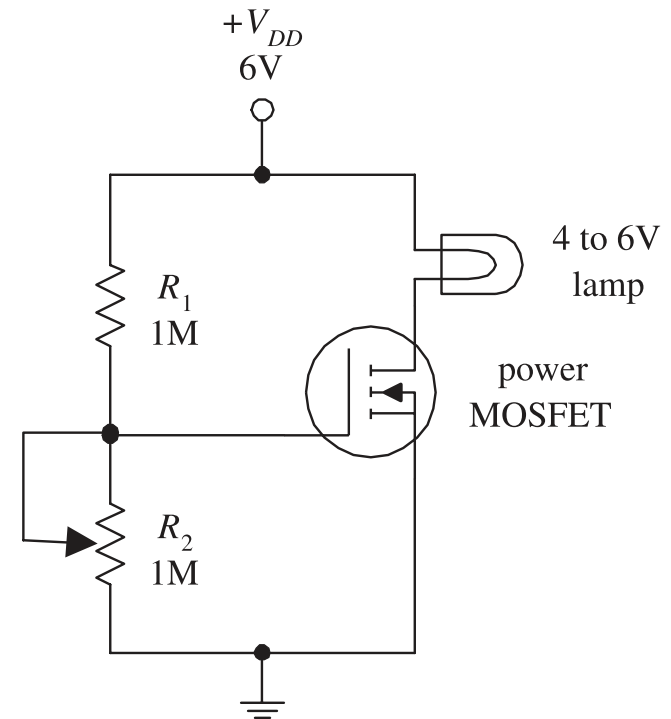 +V_DD
6V
4 to 6V
lamp
R_1
1M
power
MOSFET
R_2
1M